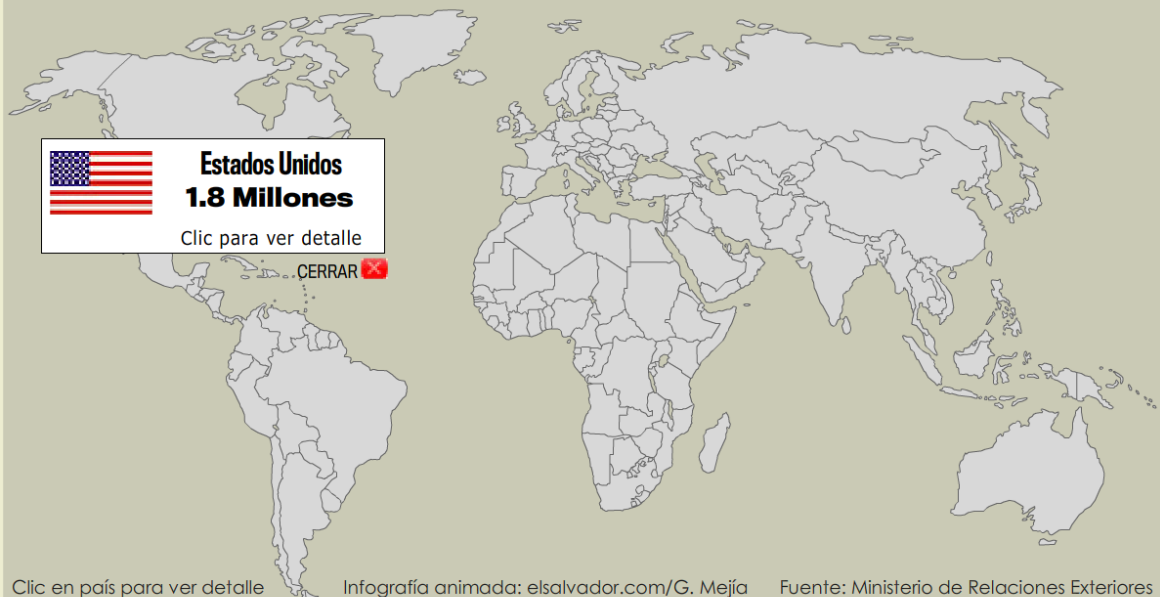 Estados Unidos
1.8 Millones
Clic para ver detalle
CERRAR
Clic en país para ver detalle
Infografía animada: elsalvador.com/G. Mejía
Fuente: Ministerio de Relaciones Exteriores